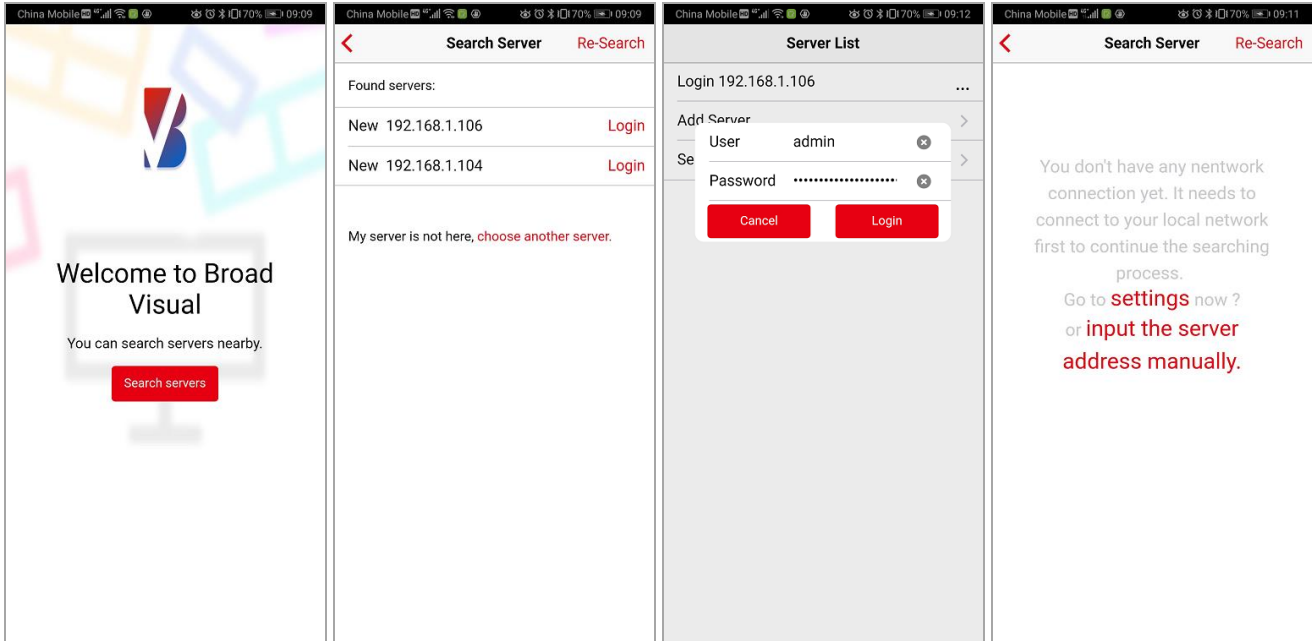 China Mobile 70% 09:09
Welcome to Broad
Visual
You can search servers nearby.
Search servers
China Mobile 70% 09:09
Search Server Re-Search
Found servers:
New 192.168.1.106 Login
New 192.168.1.104 Login
My server is not here, choose another server.
China Mobile 70% 09:12
Server List
Login 192.168.1.106 ...
Add Server
Se
User admin
Password ••••••••••••••••••••
Cancel Login
China Mobile 70% 09:11
Search Server Re-Search
You don't have any nentwork
connection yet. It needs to
connect to your local network
first to continue the searching
process.
Go to settings now ?
or input the server
address manually.